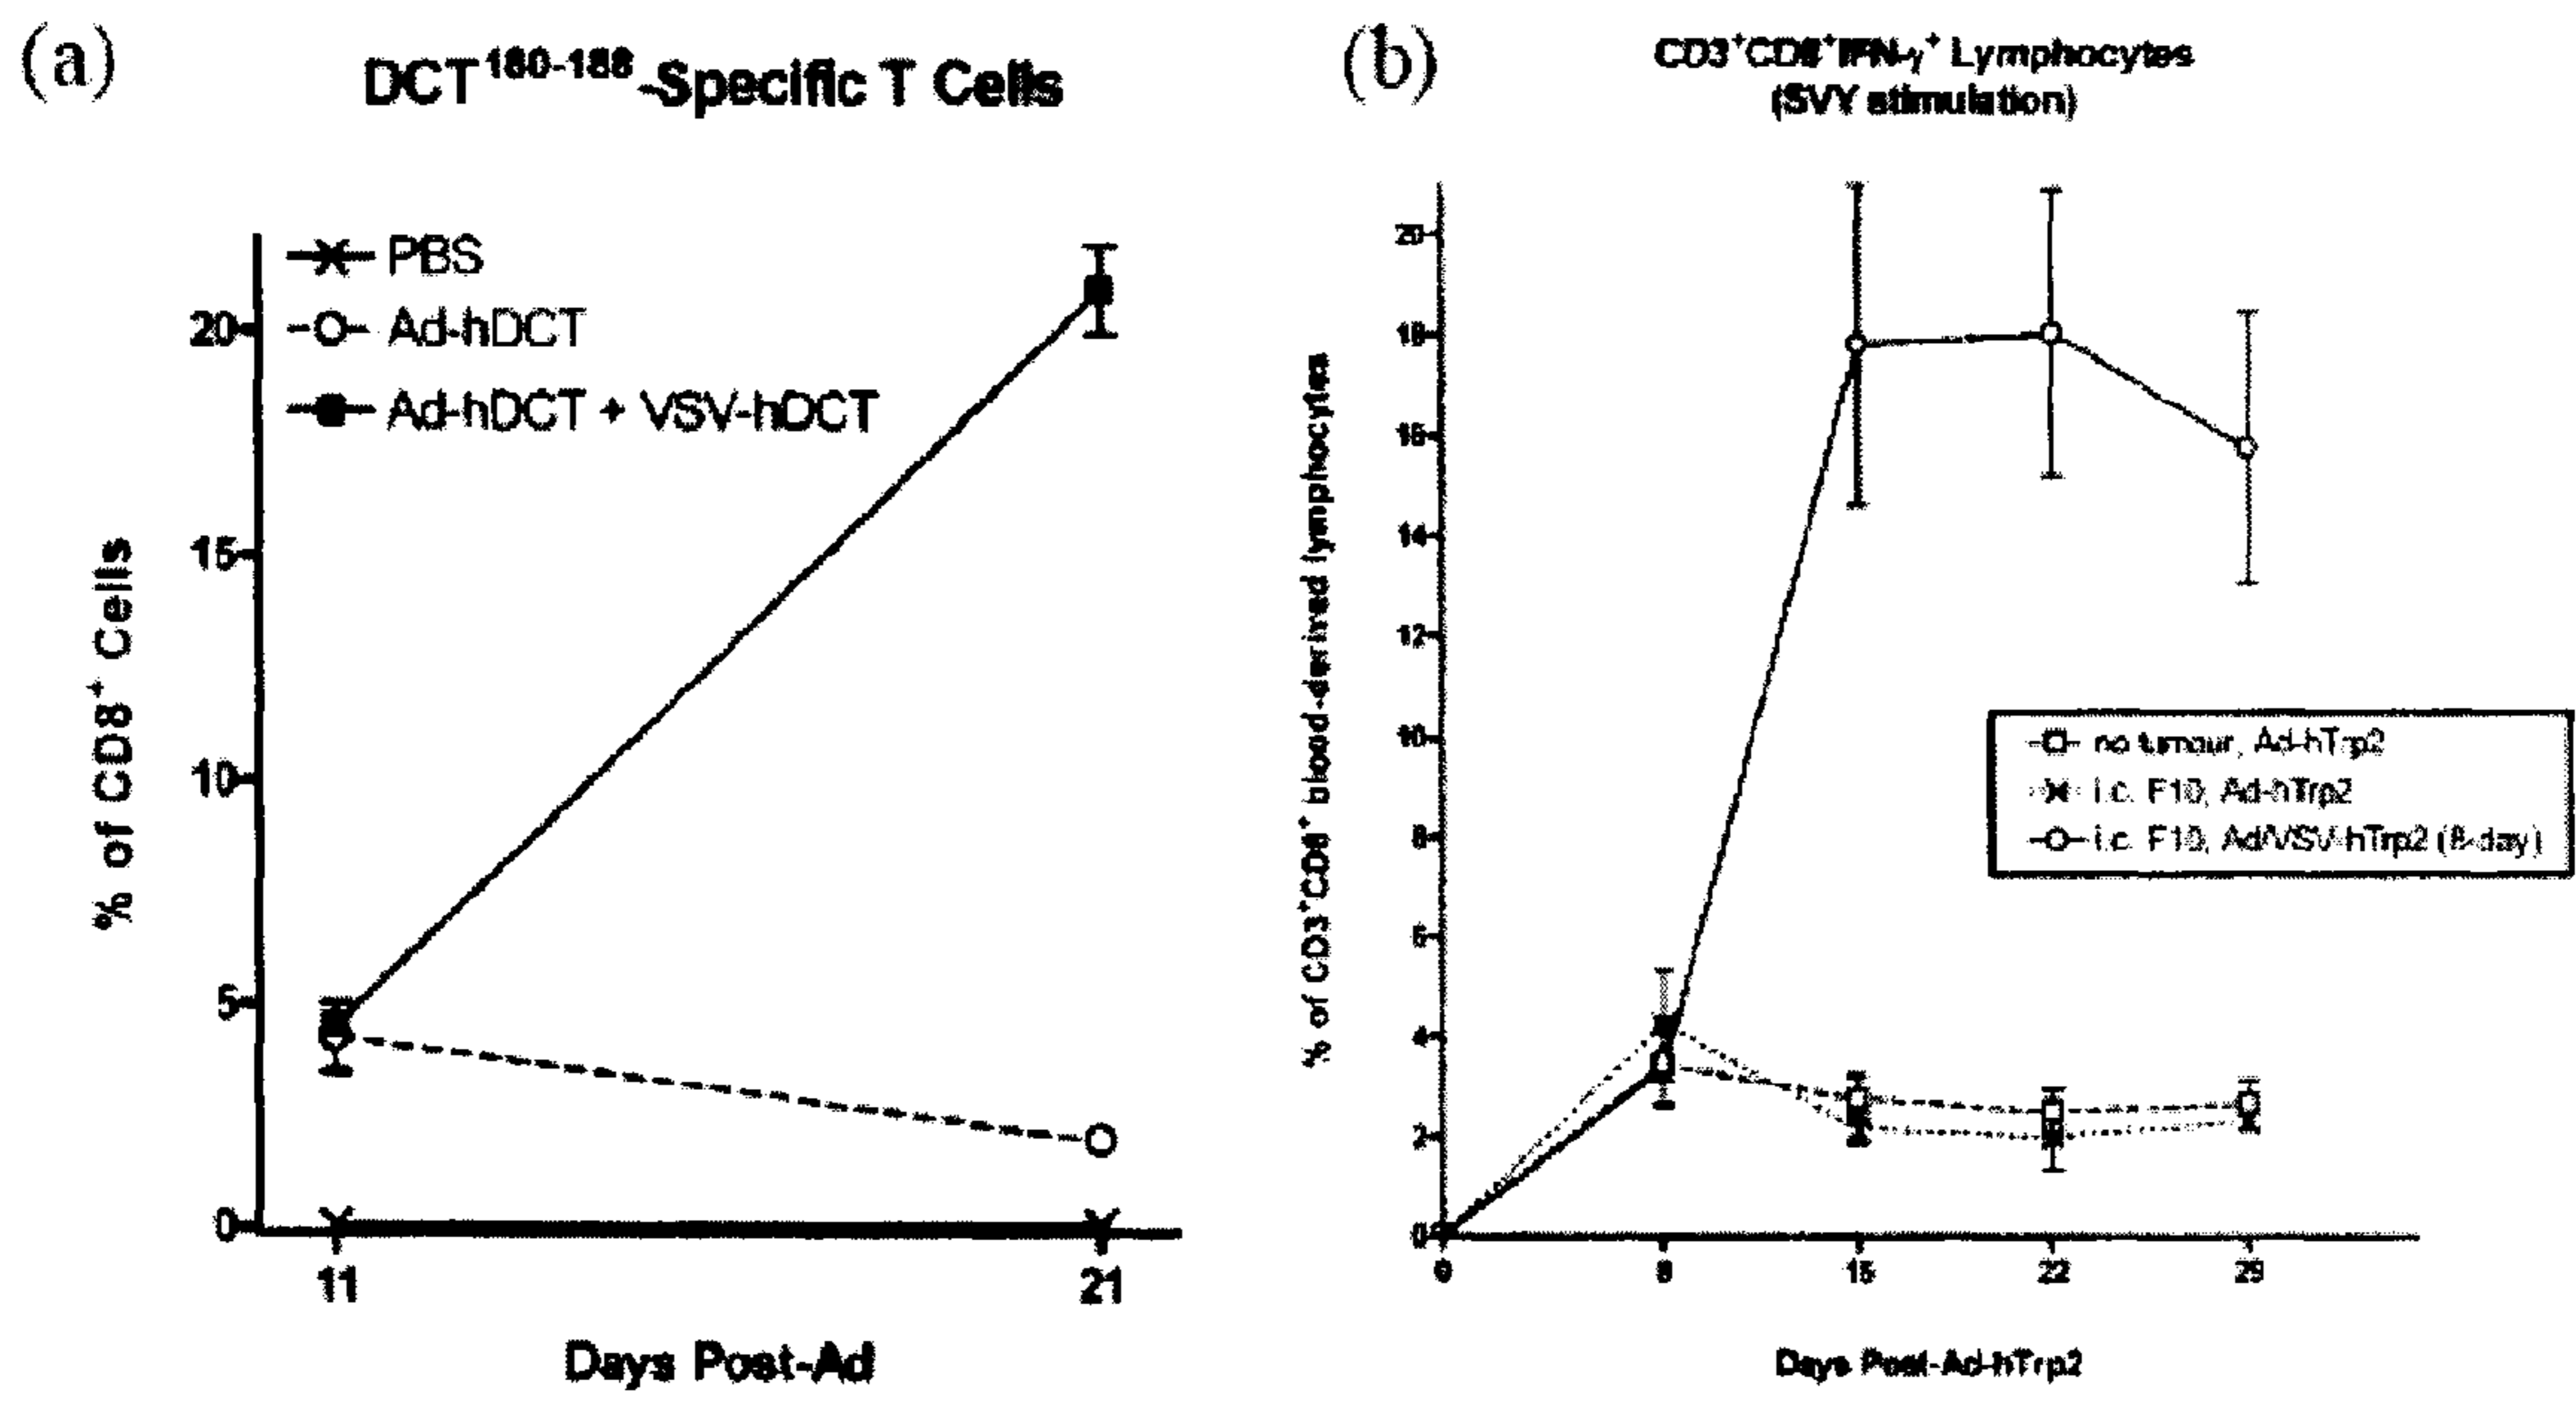 (a)
DCT180-188-Specific T Cells
PBS
Ad-hDCT
Ad-hDCT + VSV-hDCT
% of CD8+ Cells
20
15
10
5
0
11
21
Days Post-Ad
(b)
CD3+CD8+IFN-γ+ Lymphocytes
(SVY stimulation)
% of CD3+CD8+ blood-derived lymphocytes
20
18
16
14
12
10
8
6
4
2
0
0
8
15
22
29
no tumour, Ad-hTrp2
i.c. F10, Ad-hTrp2
i.c. F10, Ad/VSV-hTrp2 (8-day)
Days Post-Ad-hTrp2